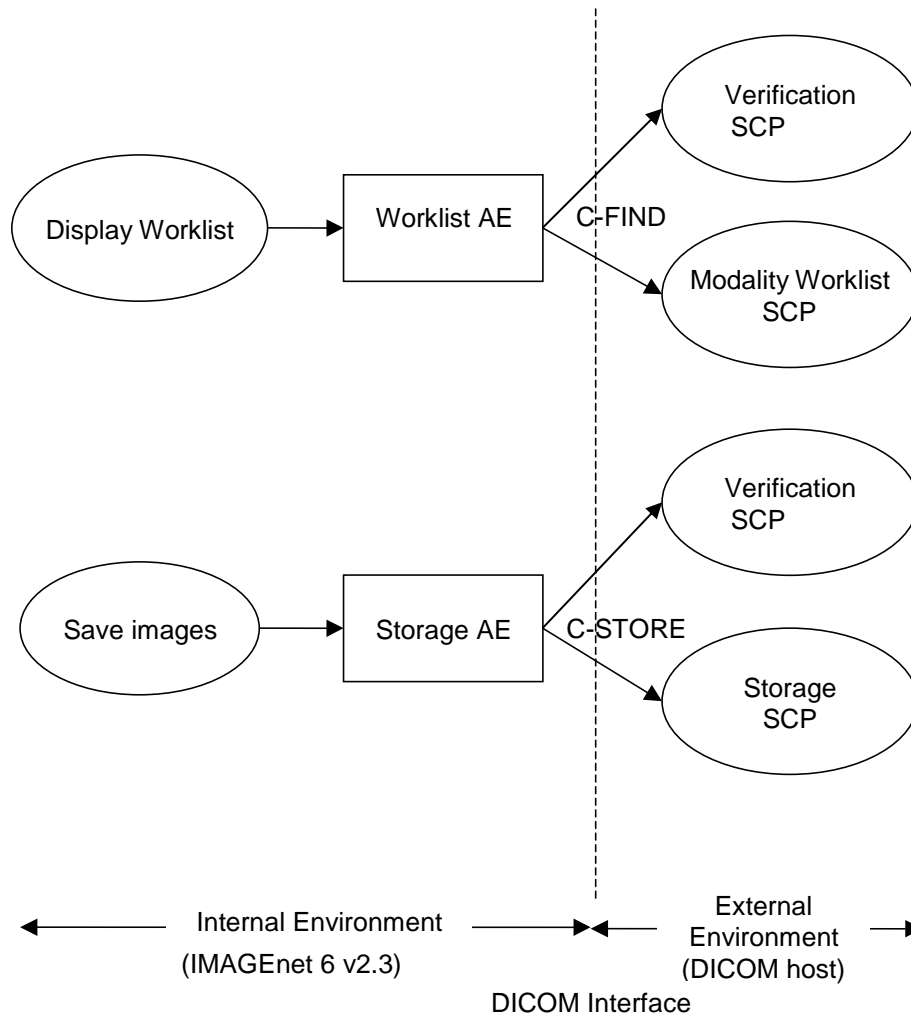 Verification
SCP
Display Worklist
Worklist AE
C-FIND
Modality Worklist
SCP
Verification
SCP
Save images
Storage AE
C-STORE
Storage
SCP
Internal Environment
(IMAGEnet 6 v2.3)
External
Environment
(DICOM host)
DICOM Interface